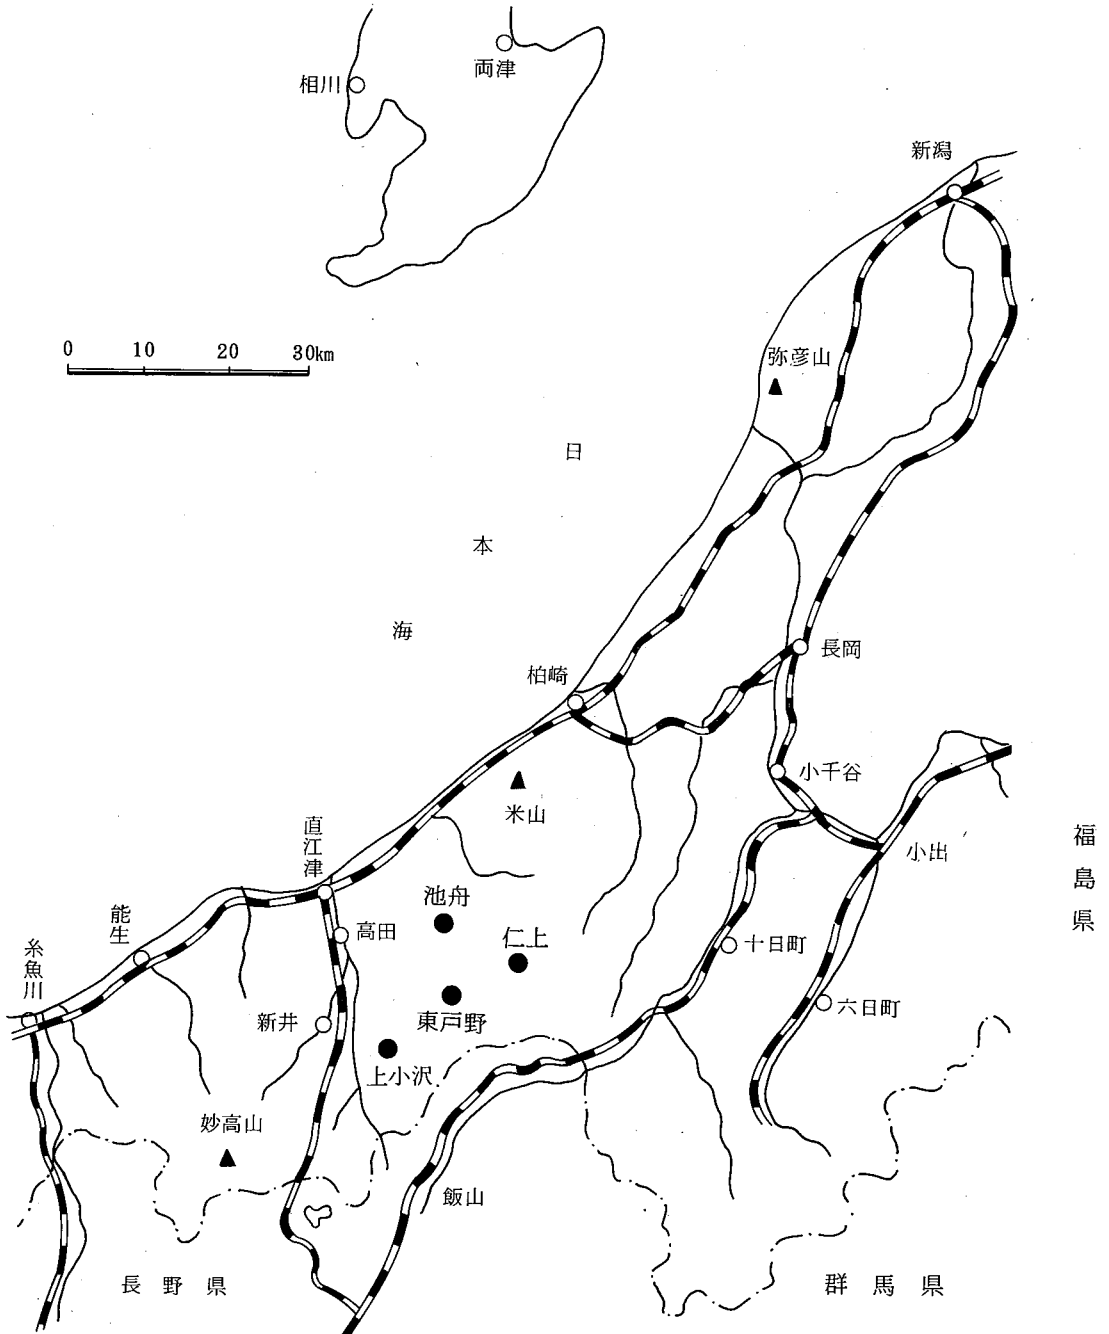 両津
相川
新潟
0 10 20 30km
弥彦山
日本海
長岡
柏崎
小千谷
米山
直江津
小出
福島県
池舟
能生
高田
仁上
十日町
糸魚川
六日町
新井
東戸野
上小沢
妙高山
飯山
長野県
群馬県